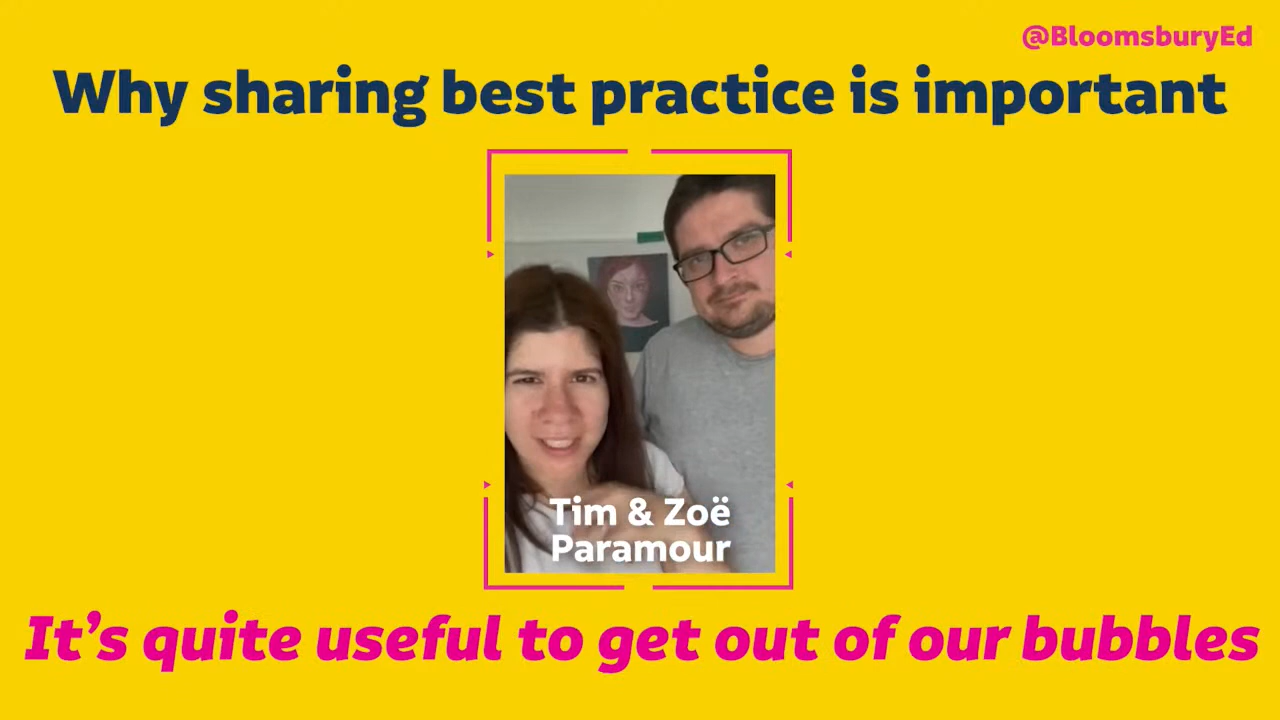 @BloomsburyEd
Why sharing best practice is important
Tim & Zoë
Paramour
It's quite useful to get out of our bubbles